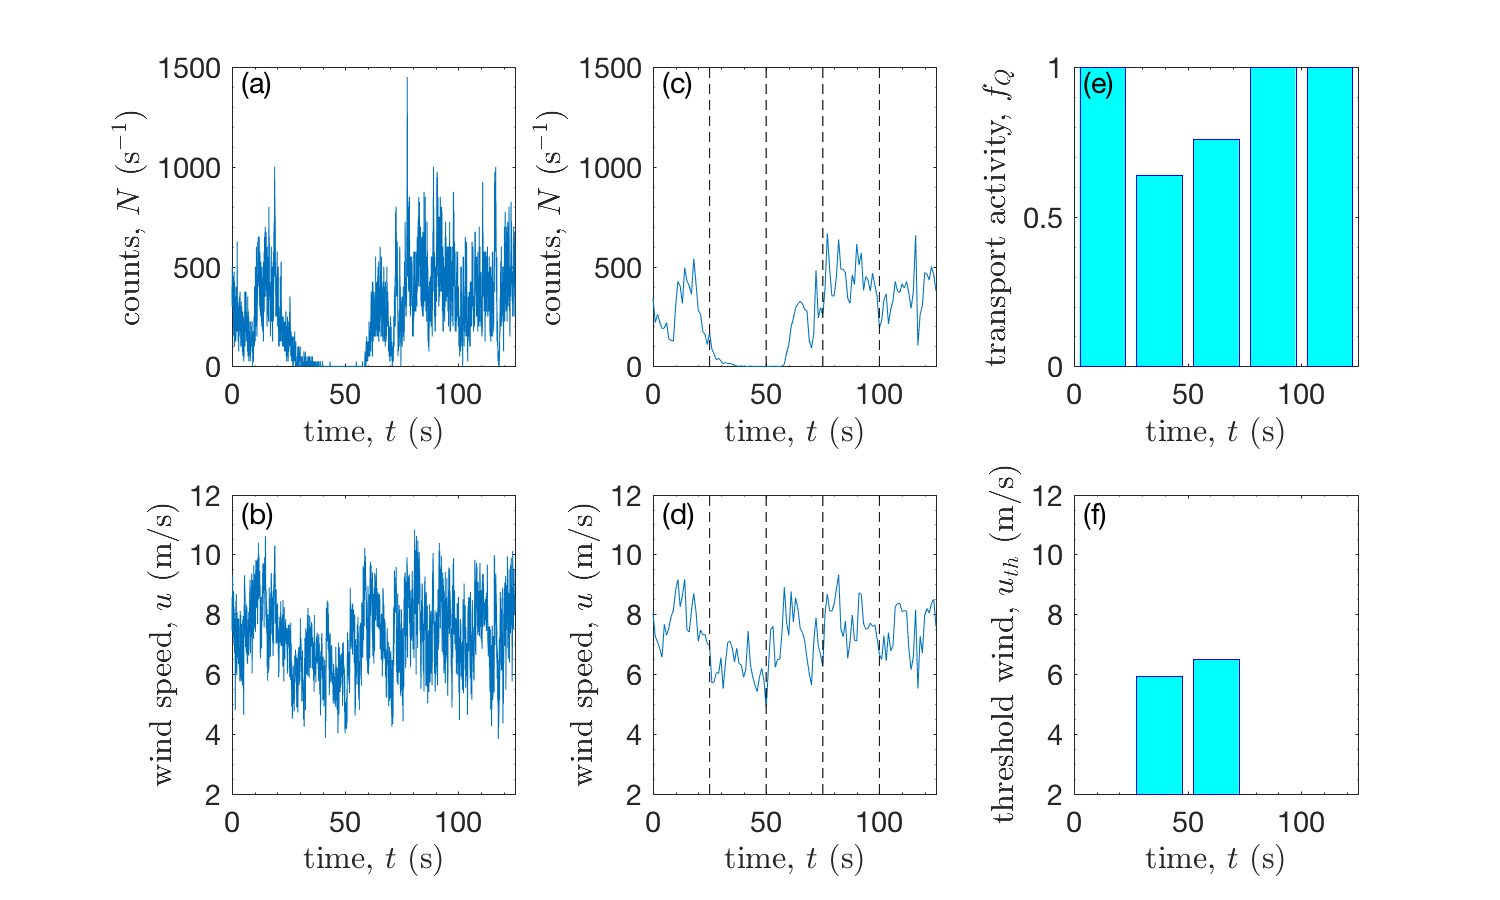 (a)
1500
1000
500
0
counts, N (s⁻¹)
0 50 100
time, t (s)
(c)
1500
1000
500
0
counts, N (s⁻¹)
0 50 100
time, t (s)
(e)
1
0.5
0
transport activity, f_Q
0 50 100
time, t (s)
(b)
12
10
8
6
4
2
wind speed, u (m/s)
0 50 100
time, t (s)
(d)
12
10
8
6
4
2
wind speed, u (m/s)
0 50 100
time, t (s)
(f)
12
10
8
6
4
2
threshold wind, u_th (m/s)
0 50 100
time, t (s)